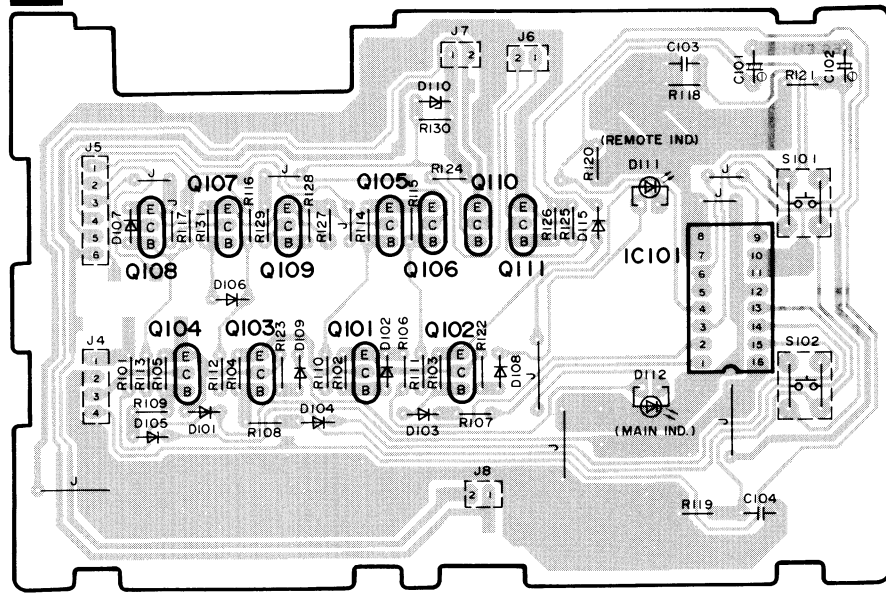 J7
J6
1 2
2 1
C103
C101
C102
R118
R121
D110
R130
(REMOTE IND)
J5
1
2
3
4
5
6
J
Q107
R116
J
R128
Q105
R115
R124
Q110
R120
D111
J
J
S101
D107
E
C
B
R117
J
R131
E
C
B
R129
E
C
B
R127
J
R114
E
C
B
E
C
B
E
C
B
E
C
B
R126
R125
D115
Q108
Q109
Q106
Q111
IC101
8
7
6
5
4
3
2
1
9
10
11
12
13
14
15
16
D106
Q104
Q103
R123
D109
Q101
D102
R106
Q102
R122
S102
J4
1
2
3
4
R101
R113
R105
E
C
B
R112
R104
E
C
B
R110
R102
E
C
B
R111
R103
E
C
B
D108
J
D112
R109
D105
D101
R108
D104
D103
R107
(MAIN IND.)
J
J
J
J8
2 1
R119
C104